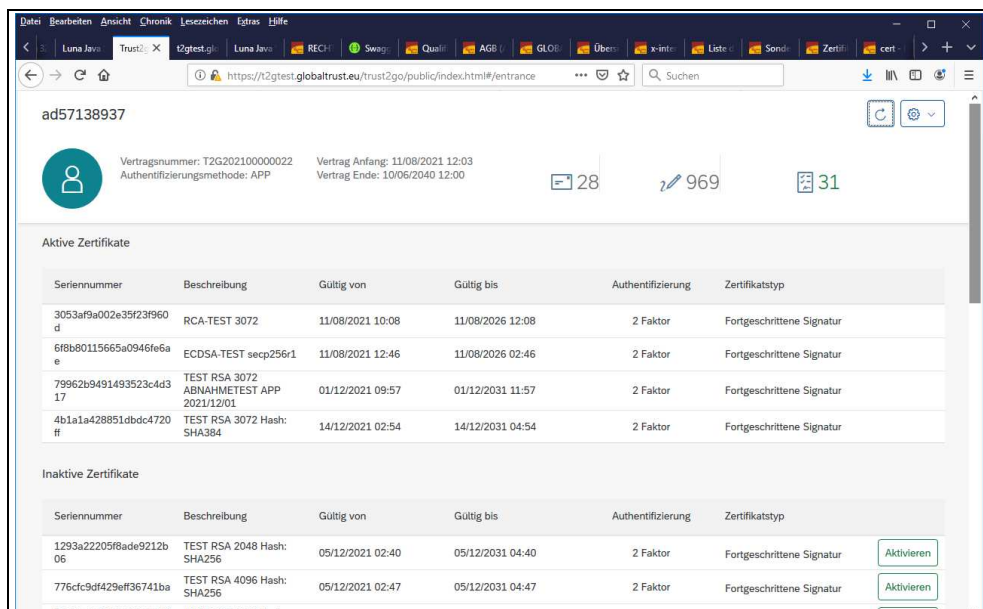 Datei Bearbeiten Ansicht Chronik Lesezeichen Extras Hilfe
Luna Java Trust2 t2gtest.glo Luna Java RECH Swag Qualif AGB GLOB Übers x-inte Liste Sonde Zertifi cert -
https://t2gtest.globaltrust.eu/trust2go/public/index.html#/entrance Suchen
ad57138937
Vertragsnummer: T2G202100000022 Vertrag Anfang: 11/08/2021 12:03
Authentifizierungsmethode: APP Vertrag Ende: 10/06/2040 12:00
28 969 31
Aktive Zertifikate
Seriennummer Beschreibung Gültig von Gültig bis Authentifizierung Zertifikatstyp
3053af9a002e35f23f960
d RCA-TEST 3072 11/08/2021 10:08 11/08/2026 12:08 2 Faktor Fortgeschrittene Signatur
6f8b80115665a0946fe6a
e ECDSA-TEST secp256r1 11/08/2021 12:46 11/08/2026 02:46 2 Faktor Fortgeschrittene Signatur
79962b9491493523c4d3
17 TEST RSA 3072
ABNAHMETEST APP
2021/12/01 01/12/2021 09:57 01/12/2031 11:57 2 Faktor Fortgeschrittene Signatur
4b1a1a428851dbdc4720
ff TEST RSA 3072 Hash:
SHA384 14/12/2021 02:54 14/12/2031 04:54 2 Faktor Fortgeschrittene Signatur
Inaktive Zertifikate
Seriennummer Beschreibung Gültig von Gültig bis Authentifizierung Zertifikatstyp
1293a22205f8ade9212b
06 TEST RSA 2048 Hash:
SHA256 05/12/2021 02:40 05/12/2031 04:40 2 Faktor Fortgeschrittene Signatur Aktivieren
776cfc9df429eff36741ba TEST RSA 4096 Hash:
SHA256 05/12/2021 02:47 05/12/2031 04:47 2 Faktor Fortgeschrittene Signatur Aktivieren